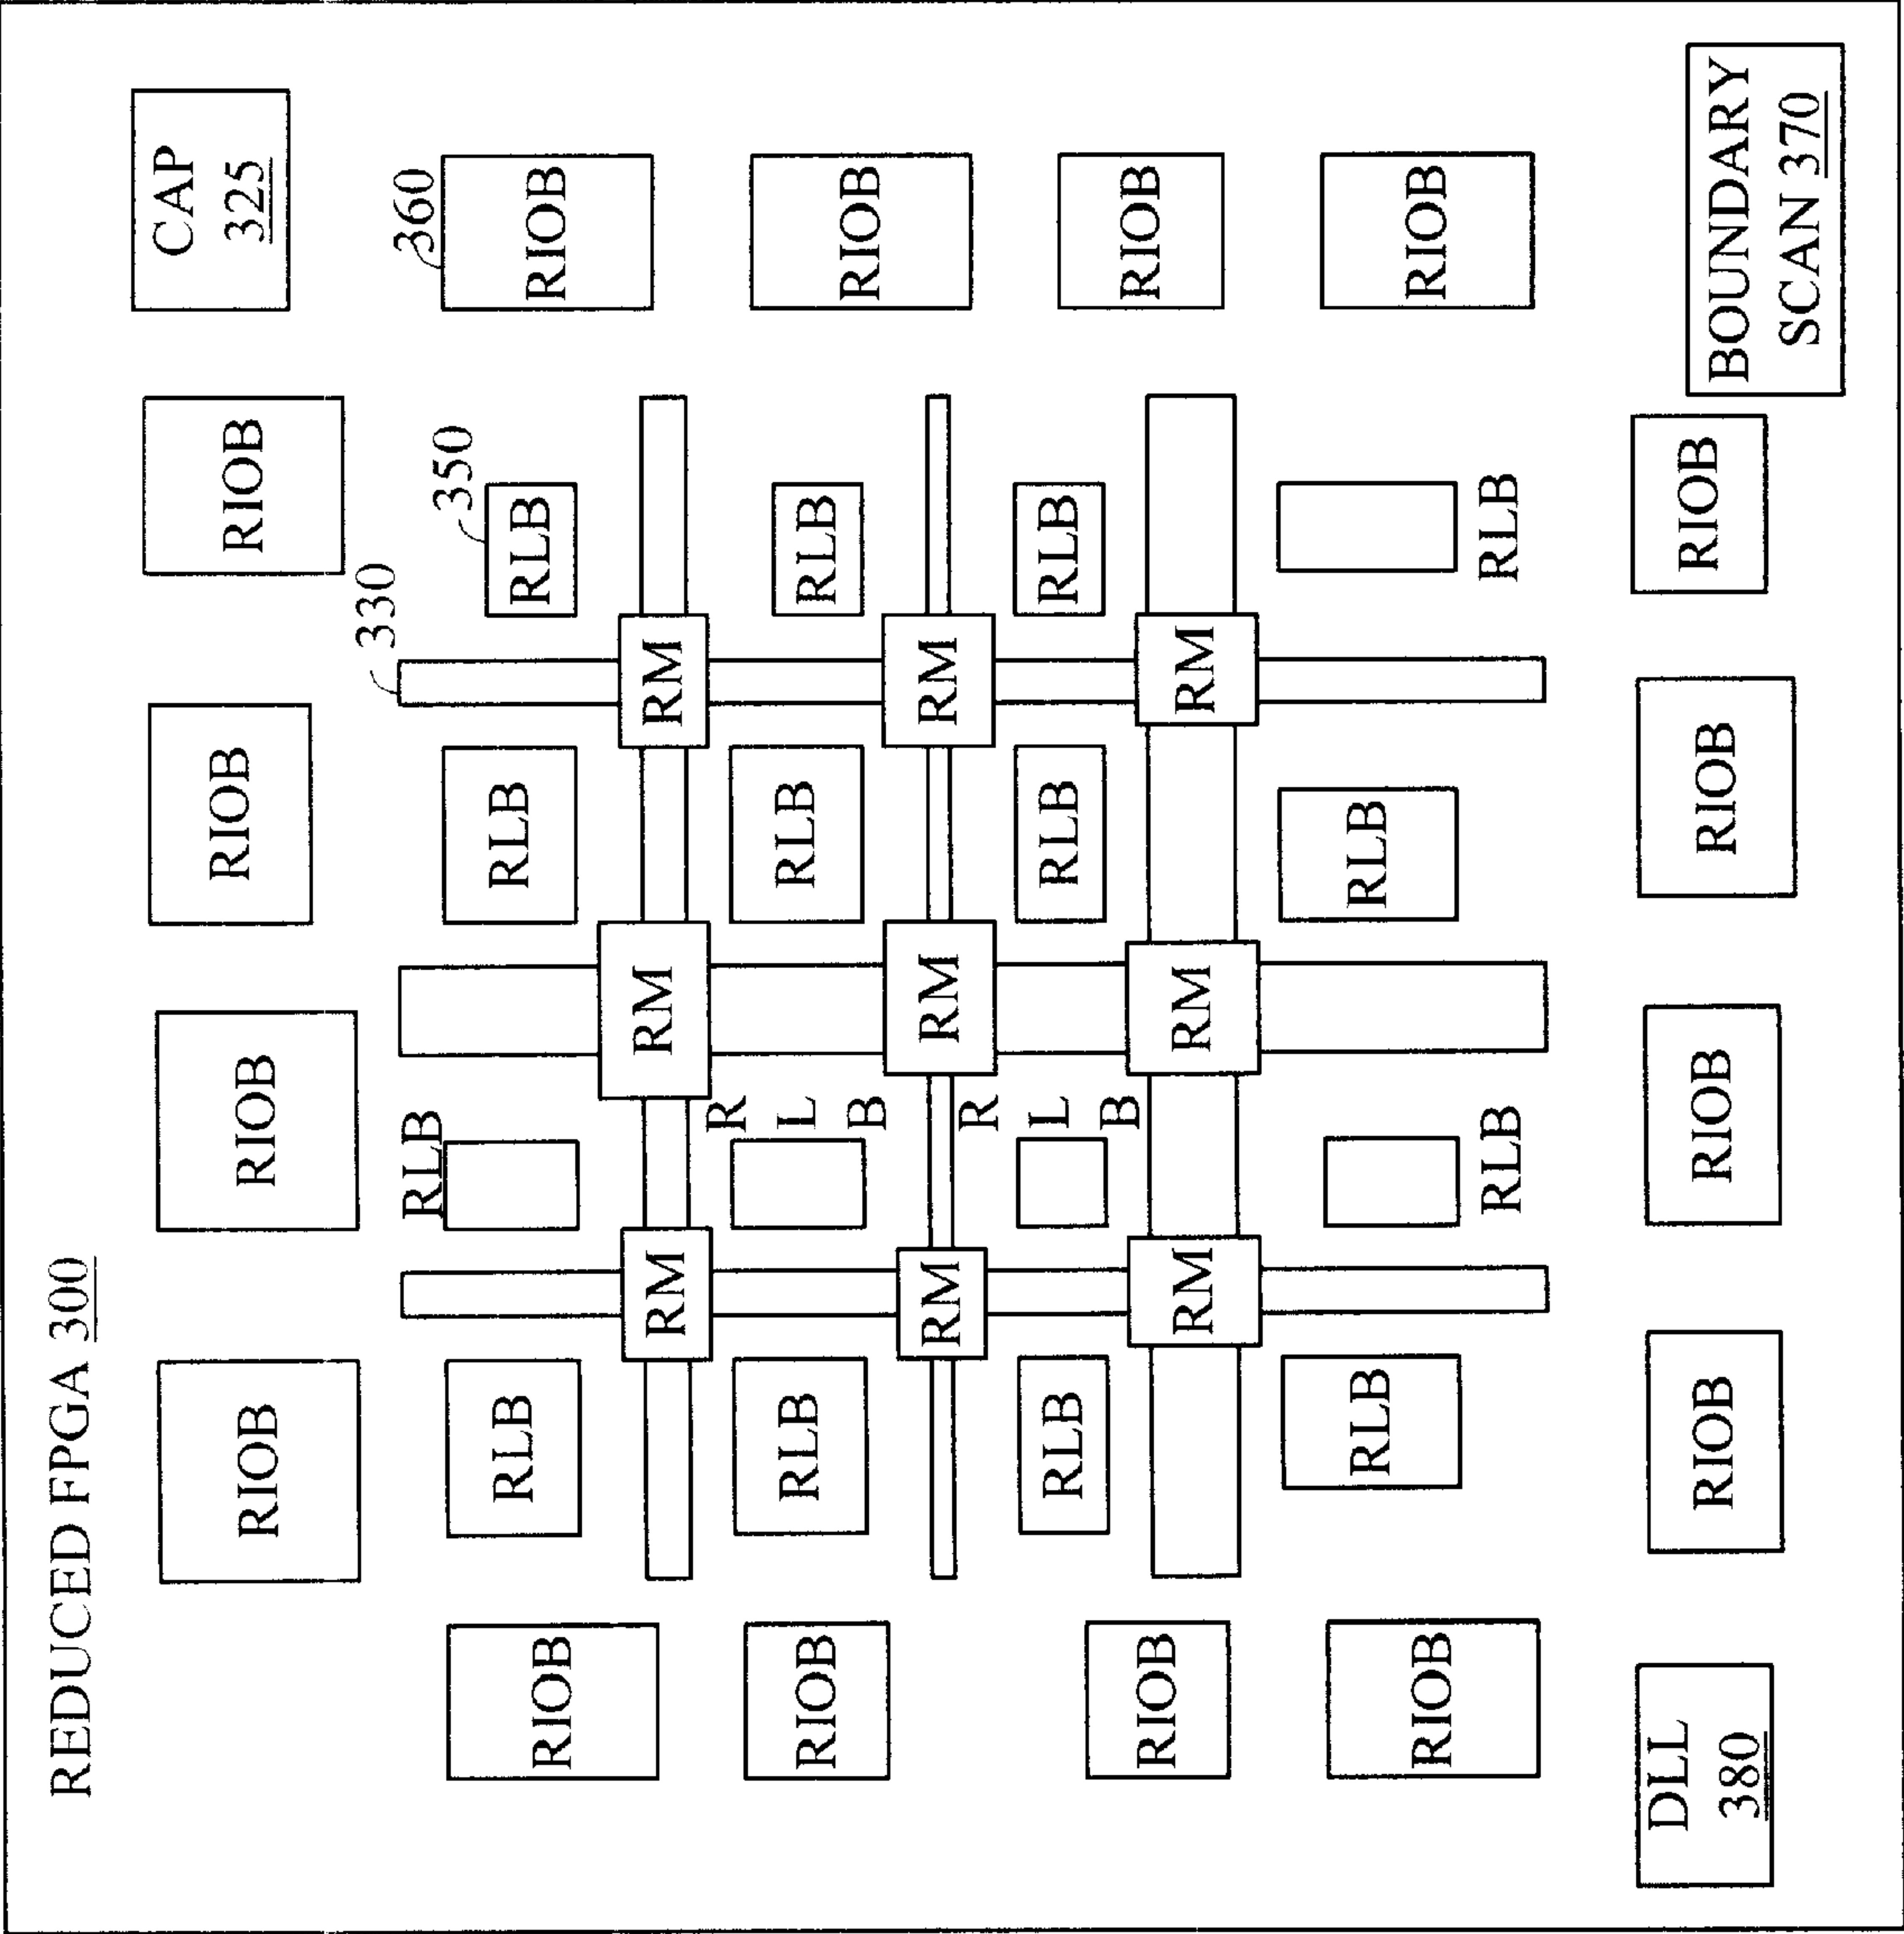 REDUCED FPGA 300
RIOB RIOB RIOB RIOB
CAP
325
330
360
350
RLB
RIOB RLB RLB RLB RIOB
RM RM RM
R
L
B
RIOB RLB RLB RLB RIOB
RM RM RM
R
L
B
RIOB RLB RLB RLB RIOB
RM RM RM
RIOB RLB RLB RIOB
RLB RLB
RIOB RIOB RIOB RIOB
DLL
380
BOUNDARY
SCAN 370